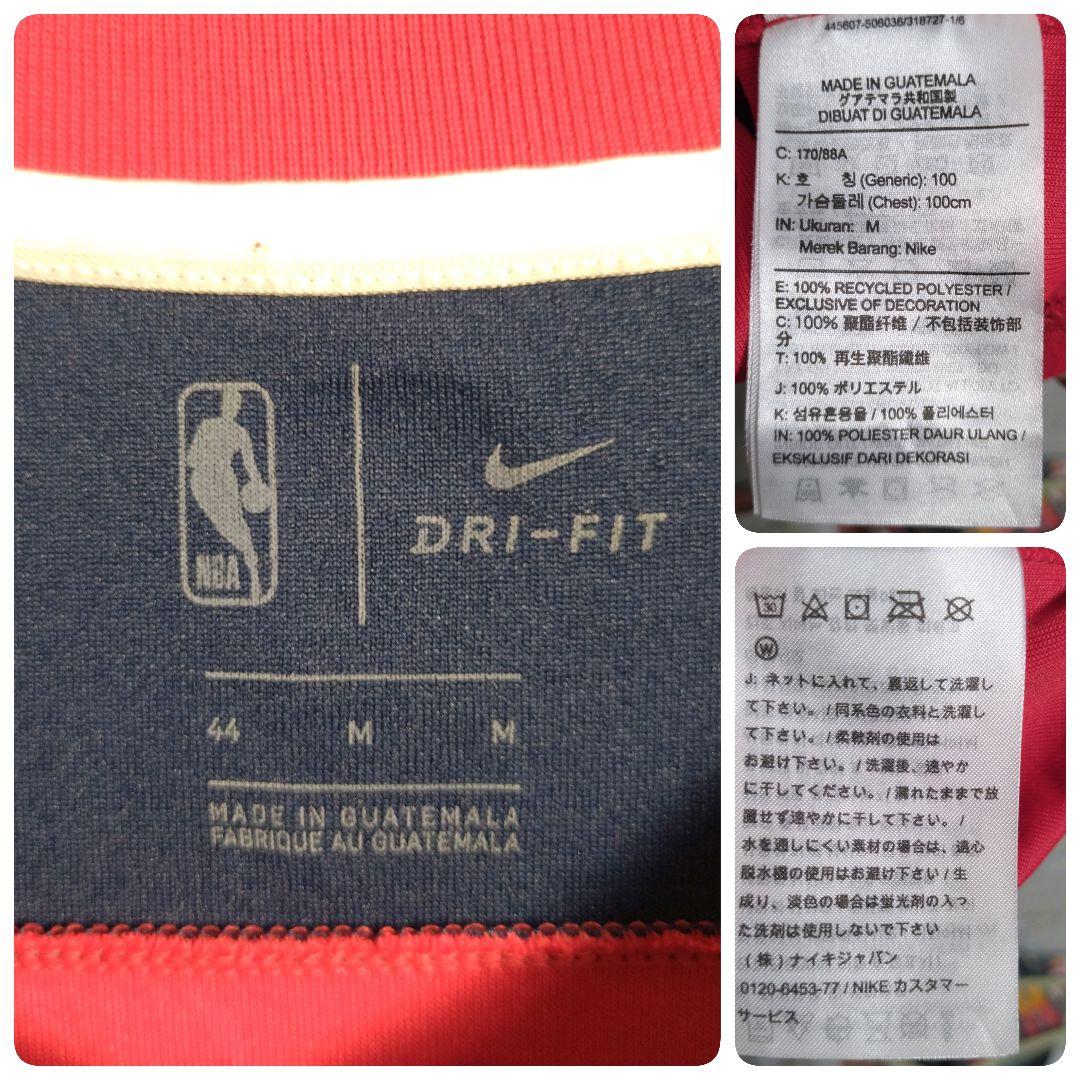 NBA
DRI-FIT
44 M M
MADE IN GUATEMALA
FABRIQUE AU GUATEMALA
445607-506036/318727-1/6
MADE IN GUATEMALA
グアテマラ共和国製
DIBUAT DI GUATEMALA
C: 170/88A
K: 호 칭 (Generic): 100
가슴둘레 (Chest): 100cm
IN: Ukuran: M
Merek Barang: Nike
E: 100% RECYCLED POLYESTER /
EXCLUSIVE OF DECORATION
C: 100% 聚酯纤维 / 不包括装饰部
分
T: 100% 再生聚酯纖維
J: 100% ポリエステル
K: 섬유혼용율 / 100% 폴리에스터
IN: 100% POLIESTER DAUR ULANG /
EKSKLUSIF DARI DEKORASI
30
W
J: ネットに入れて、裏返して洗濯し
て下さい。/ 同系色の衣料と洗濯し
て下さい。/ 柔軟剤の使用は
お避け下さい。/ 洗濯後、速やか
に干してください。/ 濡れたままで放
置せず速やかに干して下さい。/
水を通しにくい素材の場合は、遠心
脱水機の使用はお避け下さい / 生
成り、淡色の場合は蛍光剤の入っ
た洗剤は使用しないで下さい
(株) ナイキジャパン
0120-6453-77 / NIKE カスタマー
サービス